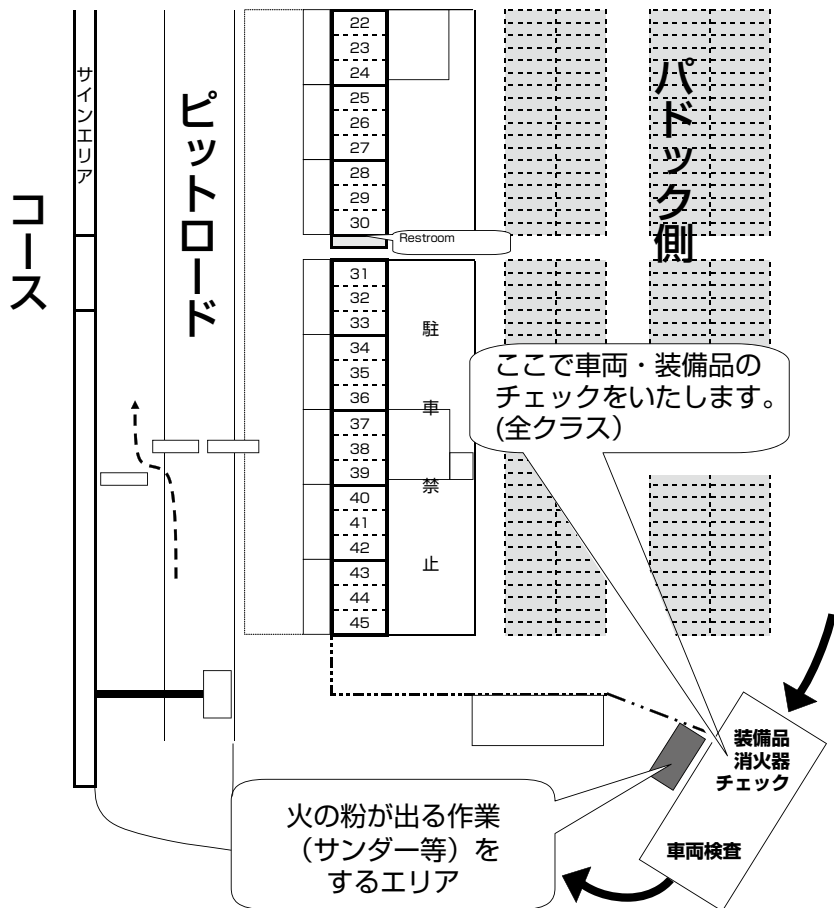 コース
サインエリア
ピットロード
22
23
24
25
26
27
28
29
30
Restroom
31
32
33
34
35
36
37
38
39
40
41
42
43
44
45
駐車禁止
パドック側
ここで車両・装備品の
チェックをいたします。
(全クラス）
装備品
消火器
チェック
車両検査
火の粉が出る作業
（サンダー等）を
するエリア